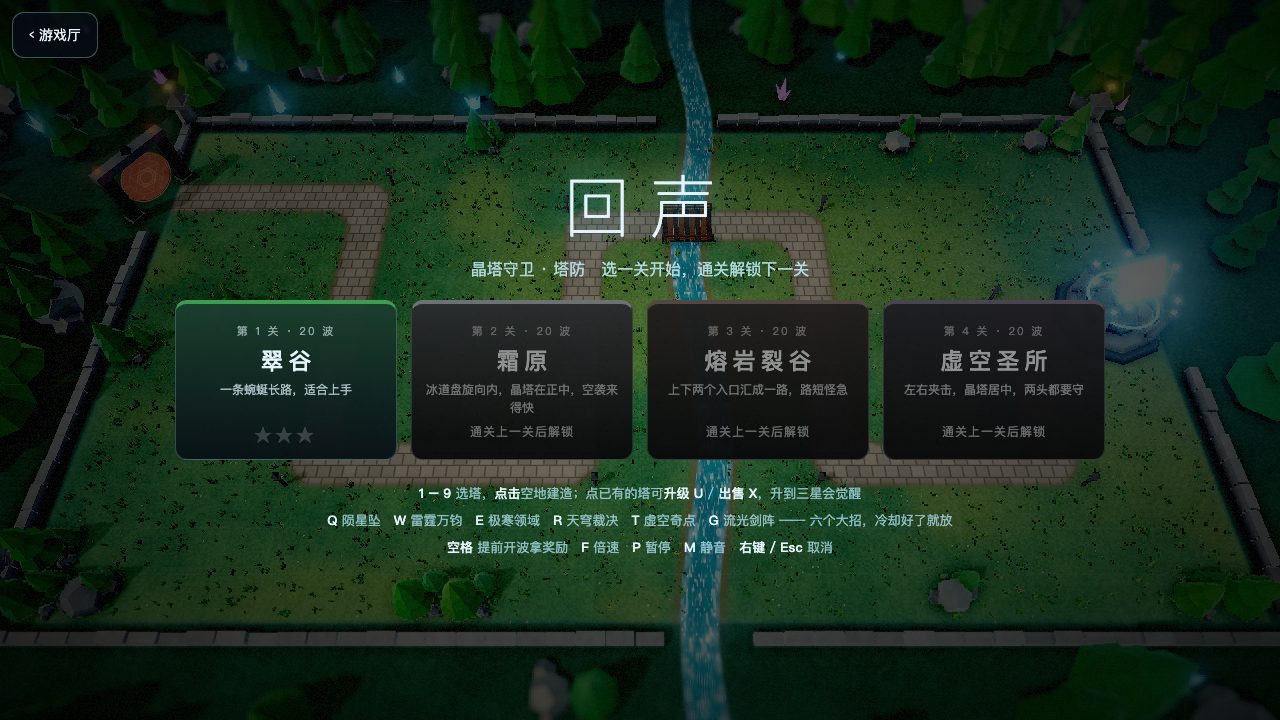 < 游戏厅
回声
晶塔守卫 · 塔防 选一关开始，通关解锁下一关
第 1 关 · 20 波
翠谷
一条蜿蜒长路，适合上手
★★★
第 2 关 · 20 波
霜原
冰道盘旋向内，晶塔在正中，空袭来
得快
通关上一关后解锁
第 3 关 · 20 波
熔岩裂谷
上下两个入口汇成一路，路短怪急
通关上一关后解锁
第 4 关 · 20 波
虚空圣所
左右夹击，晶塔居中，两头都要守
通关上一关后解锁
1 – 9 选塔，点击空地建造；点已有的塔可升级 U / 出售 X，升到三星会觉醒
Q 陨星坠 W 雷霆万钧 E 极寒领域 R 天穹裁决 T 虚空奇点 G 流光剑阵 —— 六个大招，冷却好了就放
空格 提前开波拿奖励 F 倍速 P 暂停 M 静音 右键 / Esc 取消